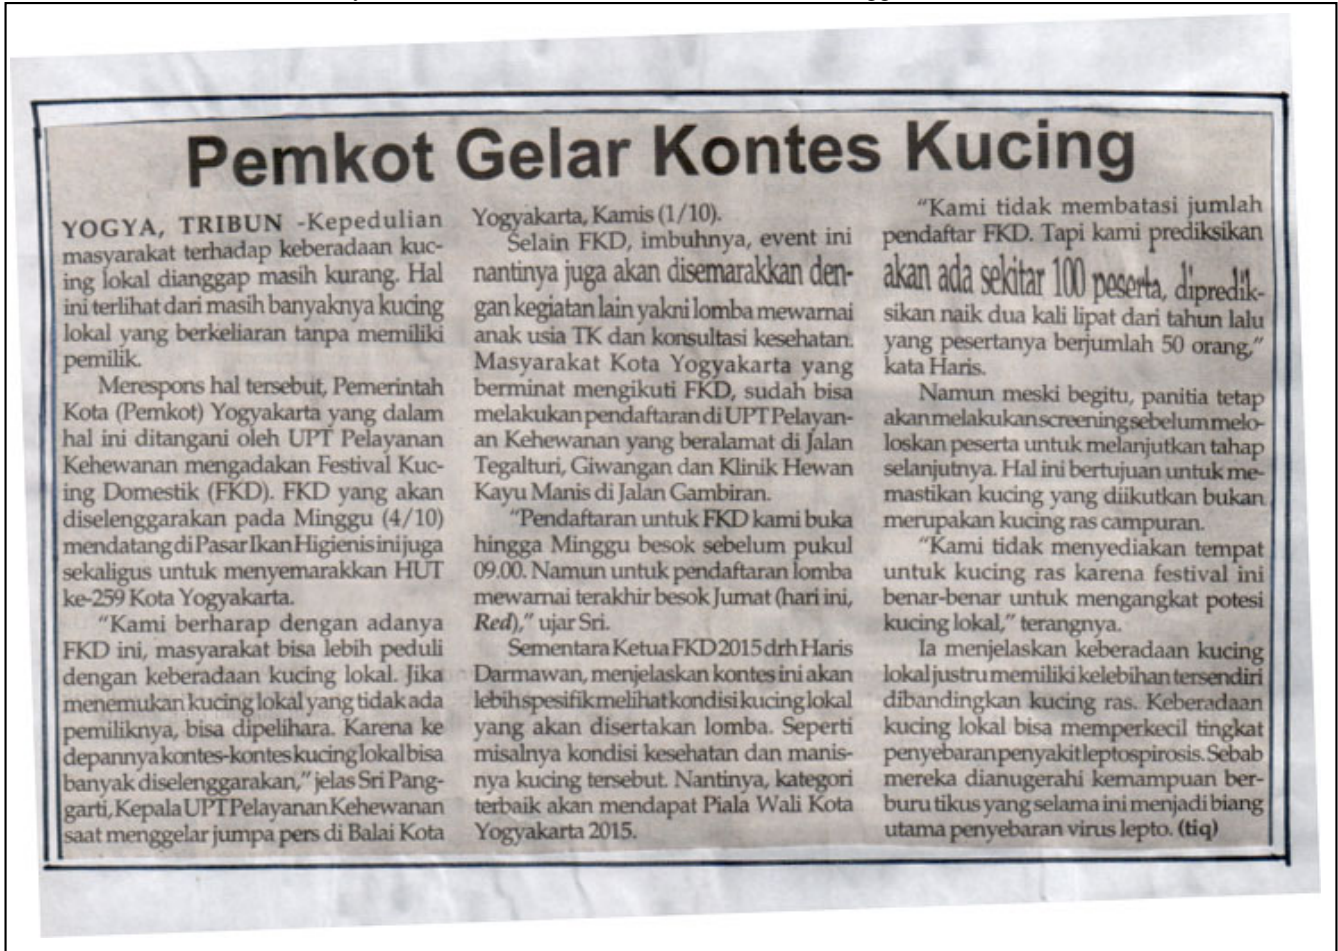 Pemkot Gelar Kontes Kucing
YOGYA, TRIBUN -Kepedulian
masyarakat terhadap keberadaan kuc-
ing lokal dianggap masih kurang. Hal
ini terlihat dari masih banyaknya kucing
lokal yang berkeliaran tanpa memiliki
pemilik.
Merespons hal tersebut, Pemerintah
Kota (Pemkot) Yogyakarta yang dalam
hal ini ditangani oleh UPT Pelayanan
Kehewanan mengadakan Festival Kuc-
ing Domestik (FKD). FKD yang akan
diselenggarakan pada Minggu (4/10)
mendatang di Pasar Ikan Higienis ini juga
sekaligus untuk menyemarakkan HUT
ke-259 Kota Yogyakarta.
"Kami berharap dengan adanya
FKD ini, masyarakat bisa lebih peduli
dengan keberadaan kucing lokal. Jika
menemukan kucing lokal yang tidak ada
pemiliknya, bisa dipelihara. Karena ke
depannya kontes-kontes kucing lokal bisa
banyak diselenggarakan," jelas Sri Pang-
garti, Kepala UPT Pelayanan Kehewanan
saat menggelar jumpa pers di Balai Kota
Yogyakarta, Kamis (1/10).
Selain FKD, imbuhnya, event ini
nantinya juga akan disemarakkan den-
gan kegiatan lain yakni lomba mewarnai
anak usia TK dan konsultasi kesehatan.
Masyarakat Kota Yogyakarta yang
berminat mengikuti FKD, sudah bisa
melakukan pendaftaran di UPT Pelayan-
an Kehewanan yang beralamat di Jalan
Tegalturi, Giwangan dan Klinik Hewan
Kayu Manis di Jalan Gambiran.
"Pendaftaran untuk FKD kami buka
hingga Minggu besok sebelum pukul
09.00. Namun untuk pendaftaran lomba
mewarnai terakhir besok Jumat (hari ini,
Red)," ujar Sri.
Sementara Ketua FKD 2015 drh Haris
Darmawan, menjelaskan kontes ini akan
lebih spesifik melihat kondisi kucing lokal
yang akan disertakan lomba. Seperti
misalnya kondisi kesehatan dan manis-
nya kucing tersebut. Nantinya, kategori
terbaik akan mendapat Piala Wali Kota
Yogyakarta 2015.
"Kami tidak membatasi jumlah
pendaftar FKD. Tapi kami prediksikan
akan ada sekitar 100 peserta, dipredik-
sikan naik dua kali lipat dari tahun lalu
yang pesertanya berjumlah 50 orang,"
kata Haris.
Namun meski begitu, panitia tetap
akan melakukan screening sebelum melo-
loskan peserta untuk melanjutkan tahap
selanjutnya. Hal ini bertujuan untuk me-
mastikan kucing yang diikutkan bukan
merupakan kucing ras campuran.
"Kami tidak menyediakan tempat
untuk kucing ras karena festival ini
benar-benar untuk mengangkat potesi
kucing lokal," terangnya.
Ia menjelaskan keberadaan kucing
lokal justru memiliki kelebihan tersendiri
dibandingkan kucing ras. Keberadaan
kucing lokal bisa memperkecil tingkat
penyebaran penyakit leptospirosis. Sebab
mereka dianugerahi kemampuan ber-
buru tikus yang selama ini menjadi biang
utama penyebaran virus lepto. (tiq)